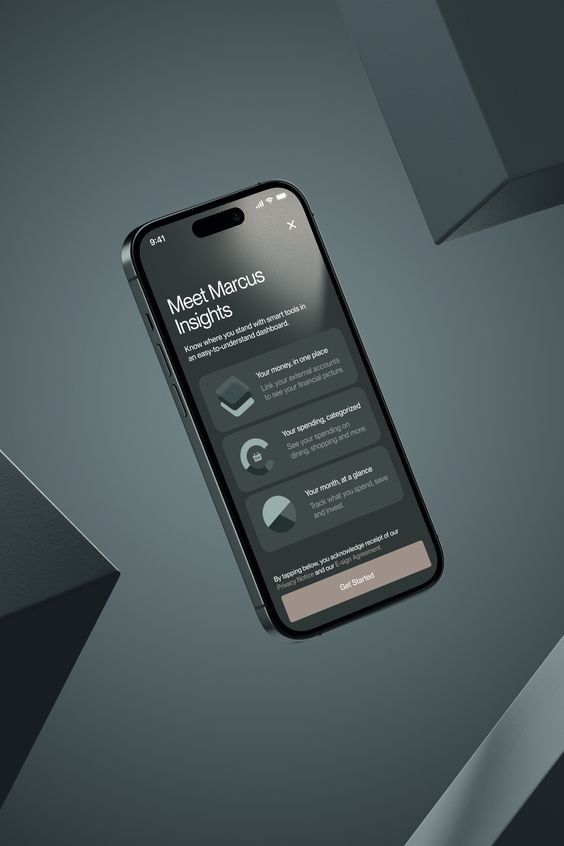 9:41
Meet Marcus
Insights
Know where you stand with smart tools in
an easy-to-understand dashboard.
Your money, in one place
Link your external accounts
to see your financial picture.
Your spending, categorized
See your spending on
dining, shopping and more.
Your month, at a glance
Track what you spend, save
and invest.
By tapping below, you acknowledge receipt of our
Privacy Notice and our E-sign Agreement.
Get Started